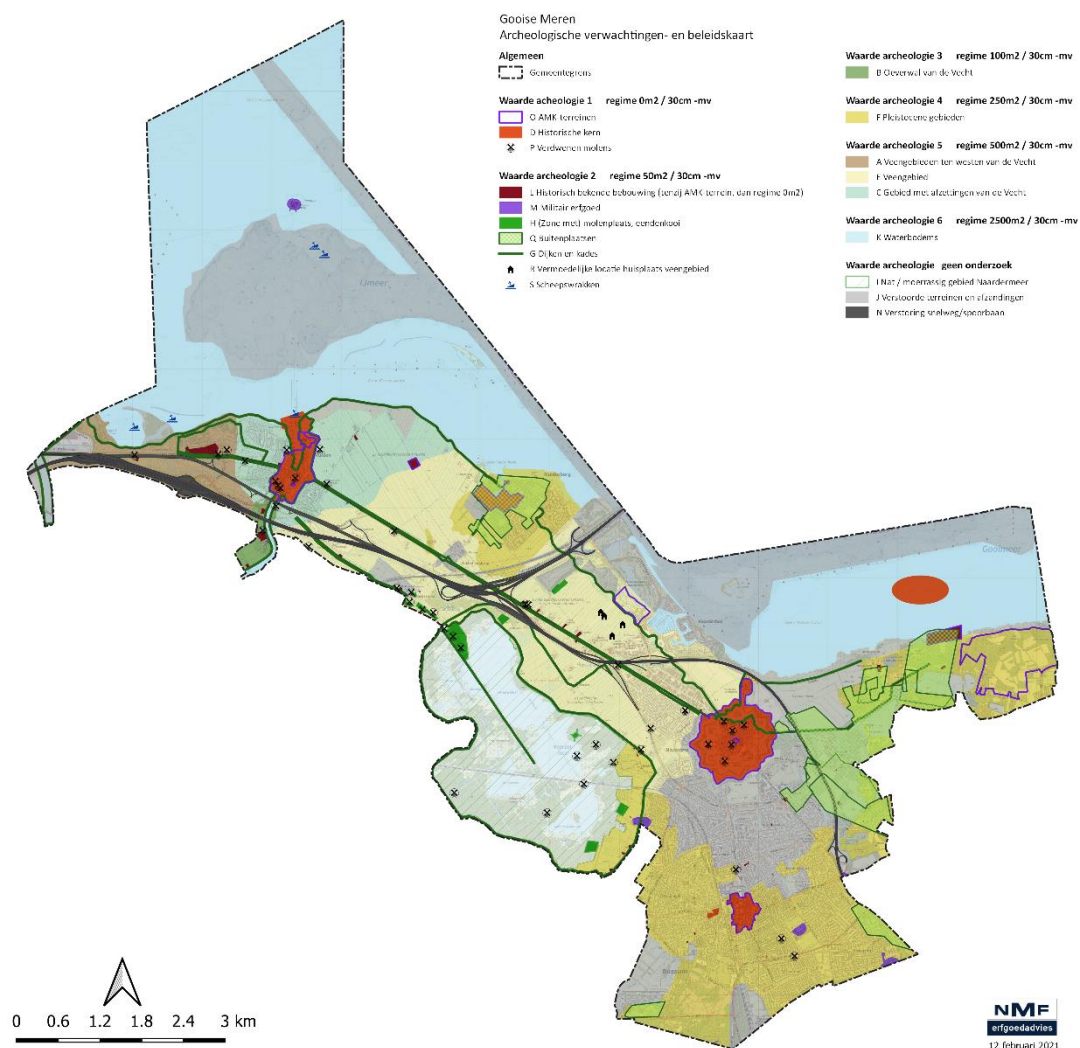 Gooise Meren
Archeologische verwachtingen- en beleidskaart
Algemeen
Gemeentegrens
Waarde acheologie 1 regime 0m2 / 30cm -mv
O AMK-terreinen
D Historische kern
P Verdwenen molens
Waarde archeologie 2 regime 50m2 / 30cm -mv
L Historisch bekende bebouwing (tenzij AMK-terrein, dan regime 0m2)
M Militair erfgoed
H (Zone met) molenplaats, eendenkooi
Q Buitenplaatsen
G Dijken en kades
R Vermoedelijke locatie huisplaats veengebied
S Scheepswrakken
Waarde archeologie 3 regime 100m2 / 30cm -mv
B Oeverwal van de Vecht
Waarde archeologie 4 regime 250m2 / 30cm -mv
F Pleistocene gebieden
Waarde archeologie 5 regime 500m2 / 30cm -mv
A Veengebieden ten westen van de Vecht
E Veengebied
C Gebied met afzettingen van de Vecht
Waarde archeologie 6 regime 2500m2 / 30cm -mv
K Waterbodems
Waarde archeologie geen onderzoek
I Nat / moerrassig gebied Naardermeer
J Verstoorde terreinen en afzandingen
N Verstoring snelweg/spoorbaan
IJmeer
Gooimeer
Bussum
0 0.6 1.2 1.8 2.4 3 km
NMF
erfgoedadvies
12 februari 2021